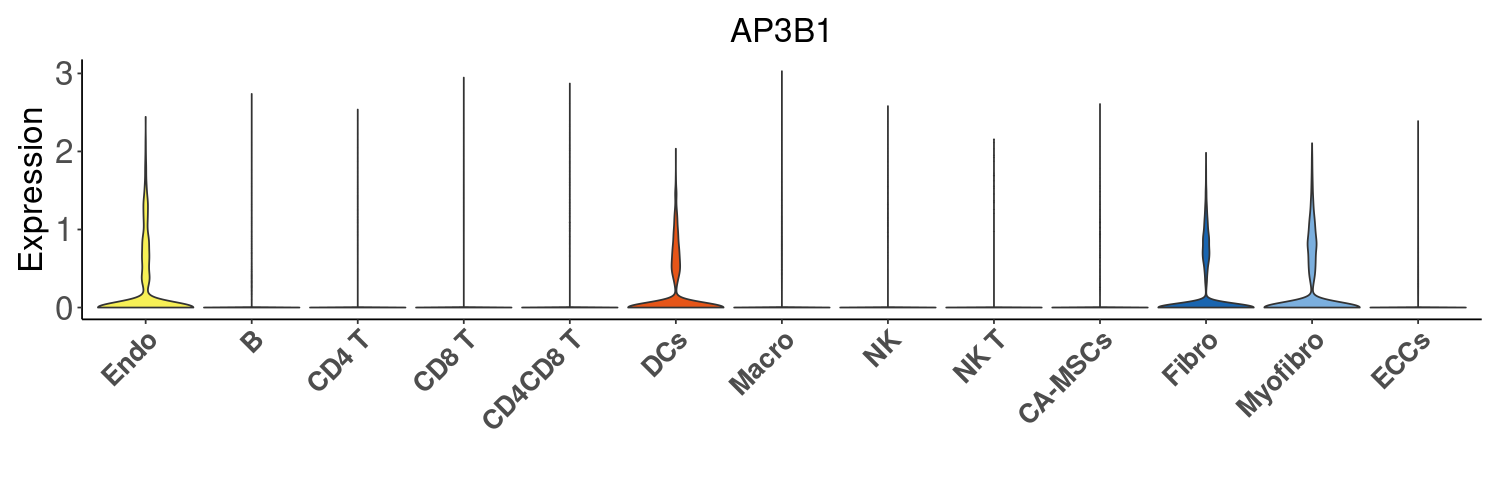 AP3B1
Expression
3
2
1
0
Endo
B
CD4 T
CD8 T
CD4CD8 T
DCs
Macro
NK
NK T
CA-MSCs
Fibro
Myofibro
ECCs